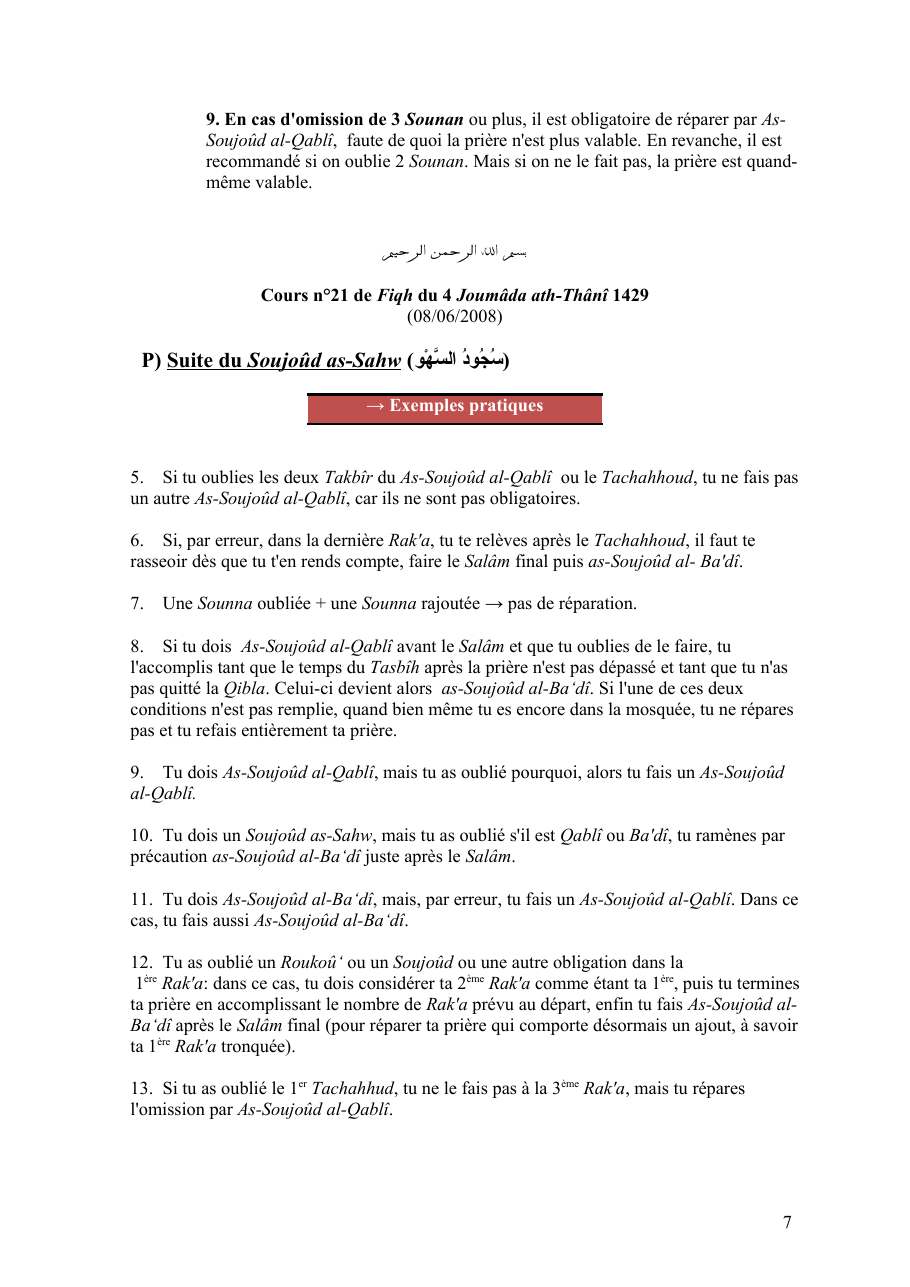 9. En cas d'omission de 3 Sounan ou plus, il est obligatoire de réparer par As-
Soujoûd al-Qablî,  faute de quoi la prière n'est plus valable. En revanche, il est
recommandé si on oublie 2 Sounan. Mais si on ne le fait pas, la prière est quand-
même valable.
بسم الله الرحمن الرحيم
Cours n°21 de Fiqh du 4 Joumâda ath-Thânî 1429
(08/06/2008)
P) Suite du Soujoûd as-Sahw (سُجُودُ السَّهْو)
→ Exemples pratiques
5. Si tu oublies les deux Takbîr du As-Soujoûd al-Qablî  ou le Tachahhoud, tu ne fais pas
un autre As-Soujoûd al-Qablî, car ils ne sont pas obligatoires.
6. Si, par erreur, dans la dernière Rak'a, tu te relèves après le Tachahhoud, il faut te
rasseoir dès que tu t'en rends compte, faire le Salâm final puis as-Soujoûd al- Ba'dî.
7. Une Sounna oubliée + une Sounna rajoutée → pas de réparation.
8. Si tu dois  As-Soujoûd al-Qablî avant le Salâm et que tu oublies de le faire, tu
l'accomplis tant que le temps du Tasbîh après la prière n'est pas dépassé et tant que tu n'as
pas quitté la Qibla. Celui-ci devient alors  as-Soujoûd al-Ba‘dî. Si l'une de ces deux
conditions n'est pas remplie, quand bien même tu es encore dans la mosquée, tu ne répares
pas et tu refais entièrement ta prière.
9. Tu dois As-Soujoûd al-Qablî, mais tu as oublié pourquoi, alors tu fais un As-Soujoûd
al-Qablî.
10. Tu dois un Soujoûd as-Sahw, mais tu as oublié s'il est Qablî ou Ba'dî, tu ramènes par
précaution as-Soujoûd al-Ba‘dî juste après le Salâm.
11. Tu dois As-Soujoûd al-Ba‘dî, mais, par erreur, tu fais un As-Soujoûd al-Qablî. Dans ce
cas, tu fais aussi As-Soujoûd al-Ba‘dî.
12. Tu as oublié un Roukoû‘ ou un Soujoûd ou une autre obligation dans la
1ère Rak'a: dans ce cas, tu dois considérer ta 2ème Rak'a comme étant ta 1ère, puis tu termines
ta prière en accomplissant le nombre de Rak'a prévu au départ, enfin tu fais As-Soujoûd al-
Ba‘dî après le Salâm final (pour réparer ta prière qui comporte désormais un ajout, à savoir
ta 1ère Rak'a tronquée).
13. Si tu as oublié le 1er Tachahhud, tu ne le fais pas à la 3ème Rak'a, mais tu répares
l'omission par As-Soujoûd al-Qablî.
7